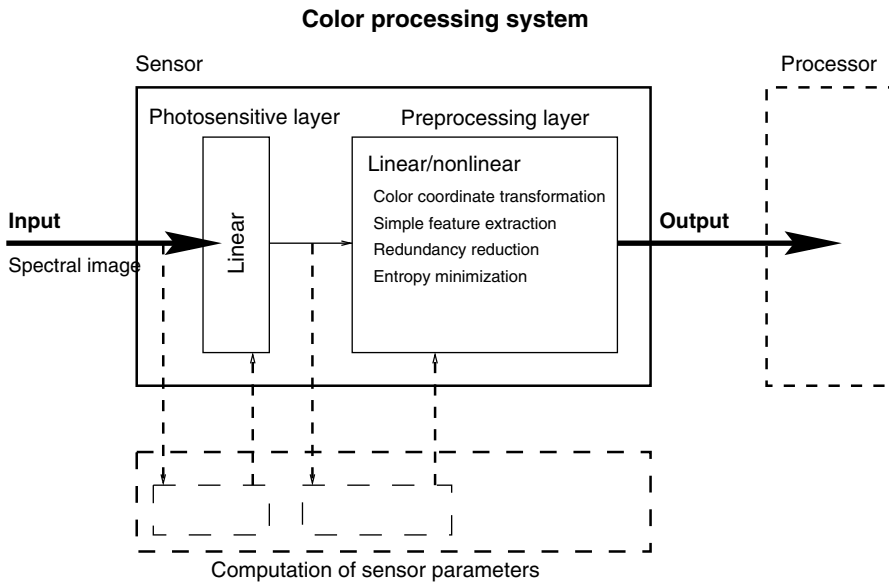 Color processing system
Sensor
Processor
Photosensitive layer
Preprocessing layer
Linear
Linear/nonlinear
Color coordinate transformation
Simple feature extraction
Redundancy reduction
Entropy minimization
Input
Spectral image
Output
Computation of sensor parameters